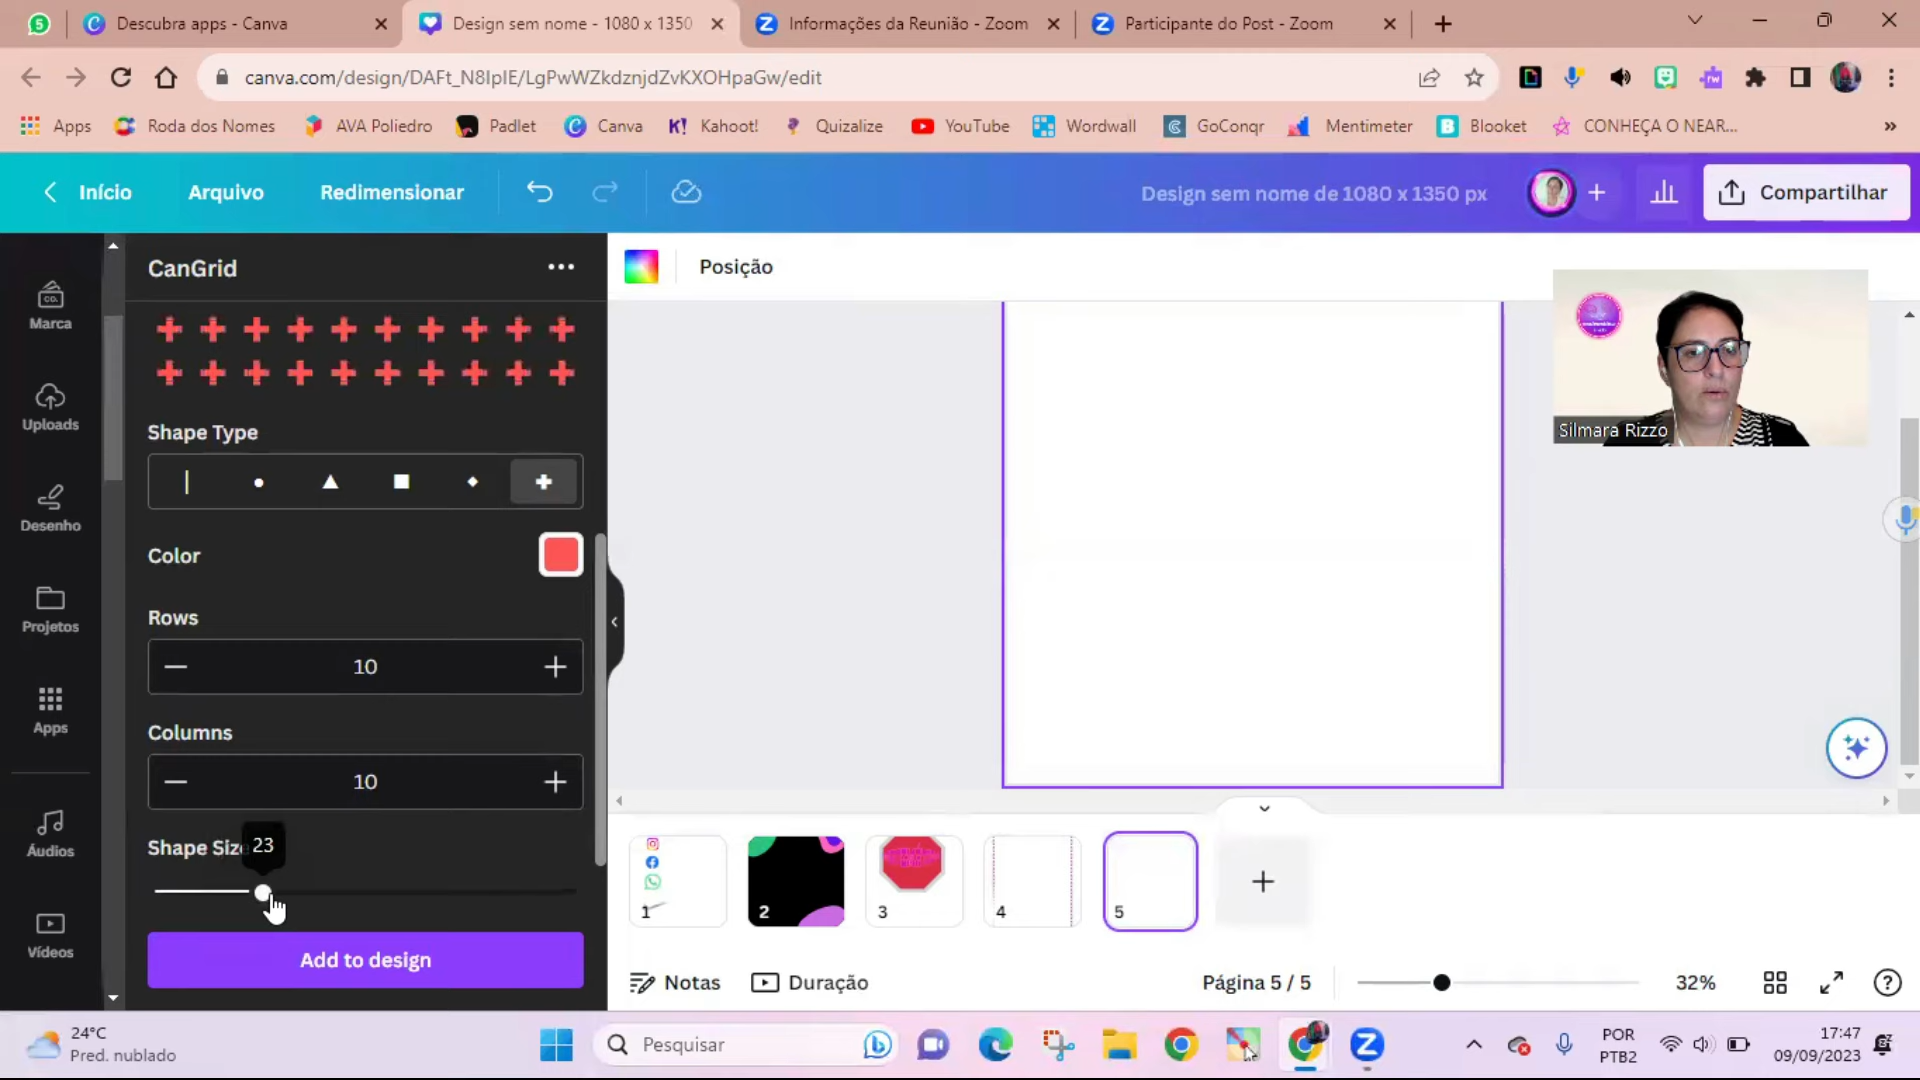 5
Descubra apps - Canva
Design sem nome - 1080 x 1350
Informações da Reunião - Zoom
Participante do Post - Zoom
canva.com/design/DAFt_N8IpIE/LgPwWZkdznjdZvKXOHpaGw/edit
Apps
Roda dos Nomes
AVA Poliedro
Padlet
Canva
Kahoot!
Quizalize
YouTube
Wordwall
GoConqr
Mentimeter
Blooket
CONHEÇA O NEAR...
Início
Arquivo
Redimensionar
Design sem nome de 1080 x 1350 px
Compartilhar
Marca
Uploads
Desenho
Projetos
Apps
Áudios
Vídeos
CanGrid
Shape Type
Color
Rows
10
Columns
10
Shape Size
23
Add to design
Posição
Silmara Rizzo
1
2
3
4
5
Notas
Duração
Página 5 / 5
32%
24°C
Pred. nublado
Pesquisar
POR
PTB2
17:47
09/09/2023